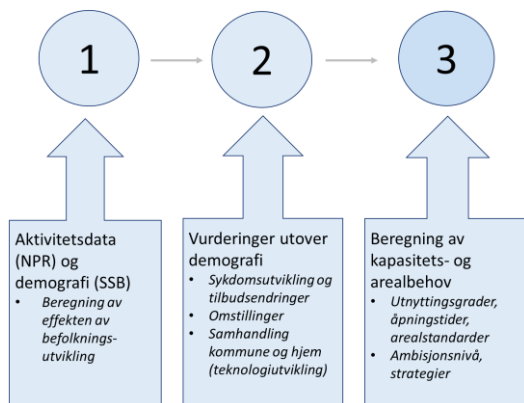 1
2
3
Aktivitetsdata
(NPR) og
demografi (SSB)
• Beregning av
effekten av
befolknings-
utvikling
Vurderinger utover
demografi
• Sykdomsutvikling og
tilbudsendringer
• Omstillinger
• Samhandling
kommune og hjem
(teknologiutvikling)
Beregning av
kapasitets- og
arealbehov
• Utnyttingsgrader,
åpningstider,
arealstandarder
• Ambisjonsnivå,
strategier